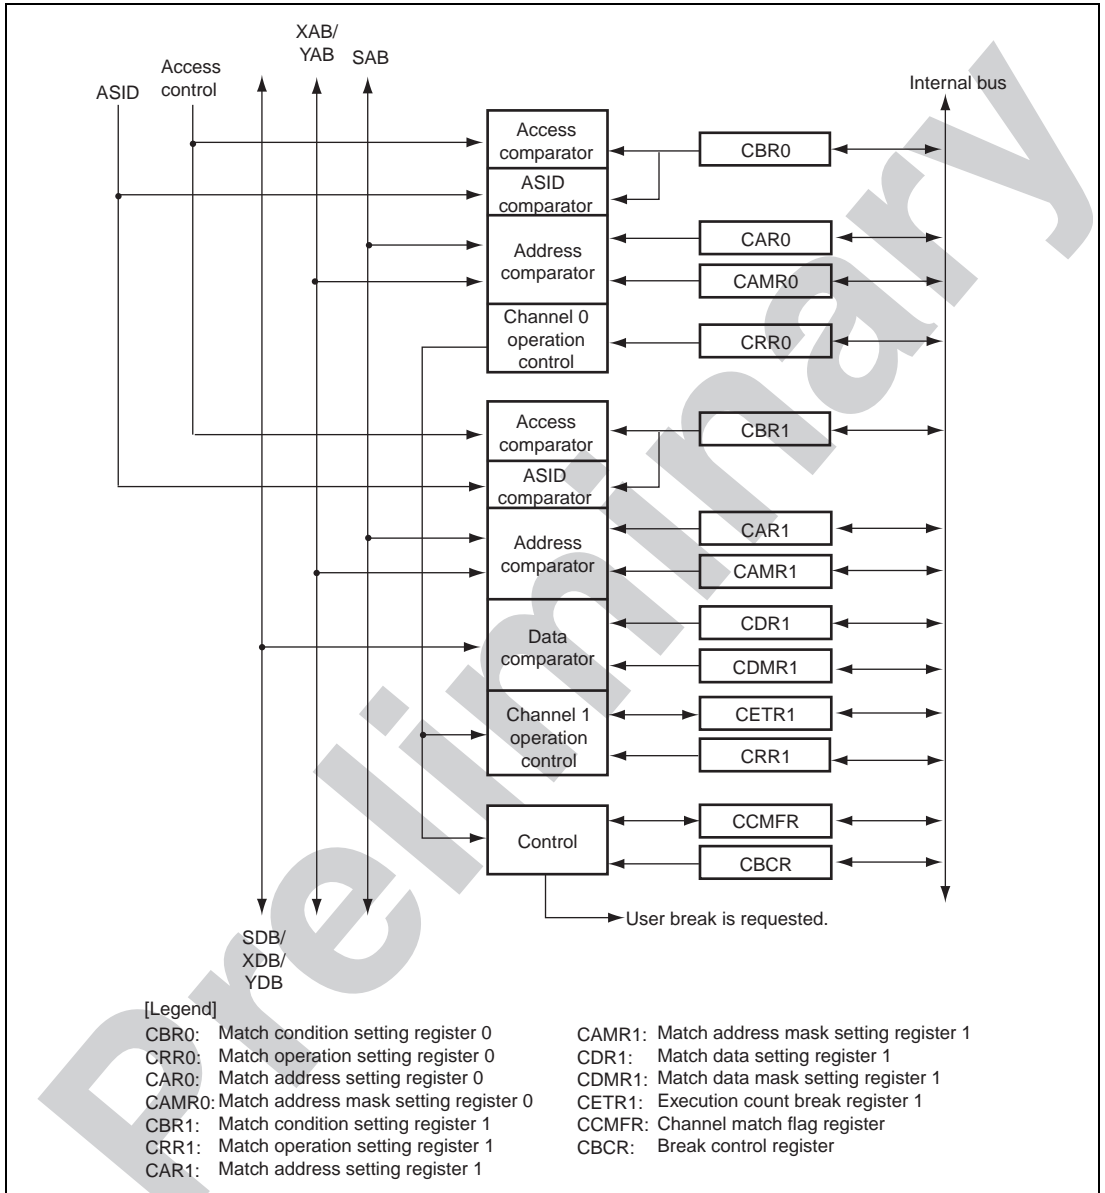 XAB/
YAB
SAB
Access
control
ASID
Internal bus
Access
comparator
CBR0
ASID
comparator
CAR0
Address
comparator
CAMR0
Channel 0
operation
control
CRR0
Access
comparator
CBR1
ASID
comparator
CAR1
Address
comparator
CAMR1
CDR1
Data
comparator
CDMR1
Channel 1
operation
control
CETR1
CRR1
CCMFR
Control
CBCR
User break is requested.
SDB/
XDB/
YDB
[Legend]
CBR0: Match condition setting register 0
CRR0: Match operation setting register 0
CAR0: Match address setting register 0
CAMR0: Match address mask setting register 0
CBR1: Match condition setting register 1
CRR1: Match operation setting register 1
CAR1: Match address setting register 1
CAMR1: Match address mask setting register 1
CDR1: Match data setting register 1
CDMR1: Match data mask setting register 1
CETR1: Execution count break register 1
CCMFR: Channel match flag register
CBCR: Break control register
Preliminary